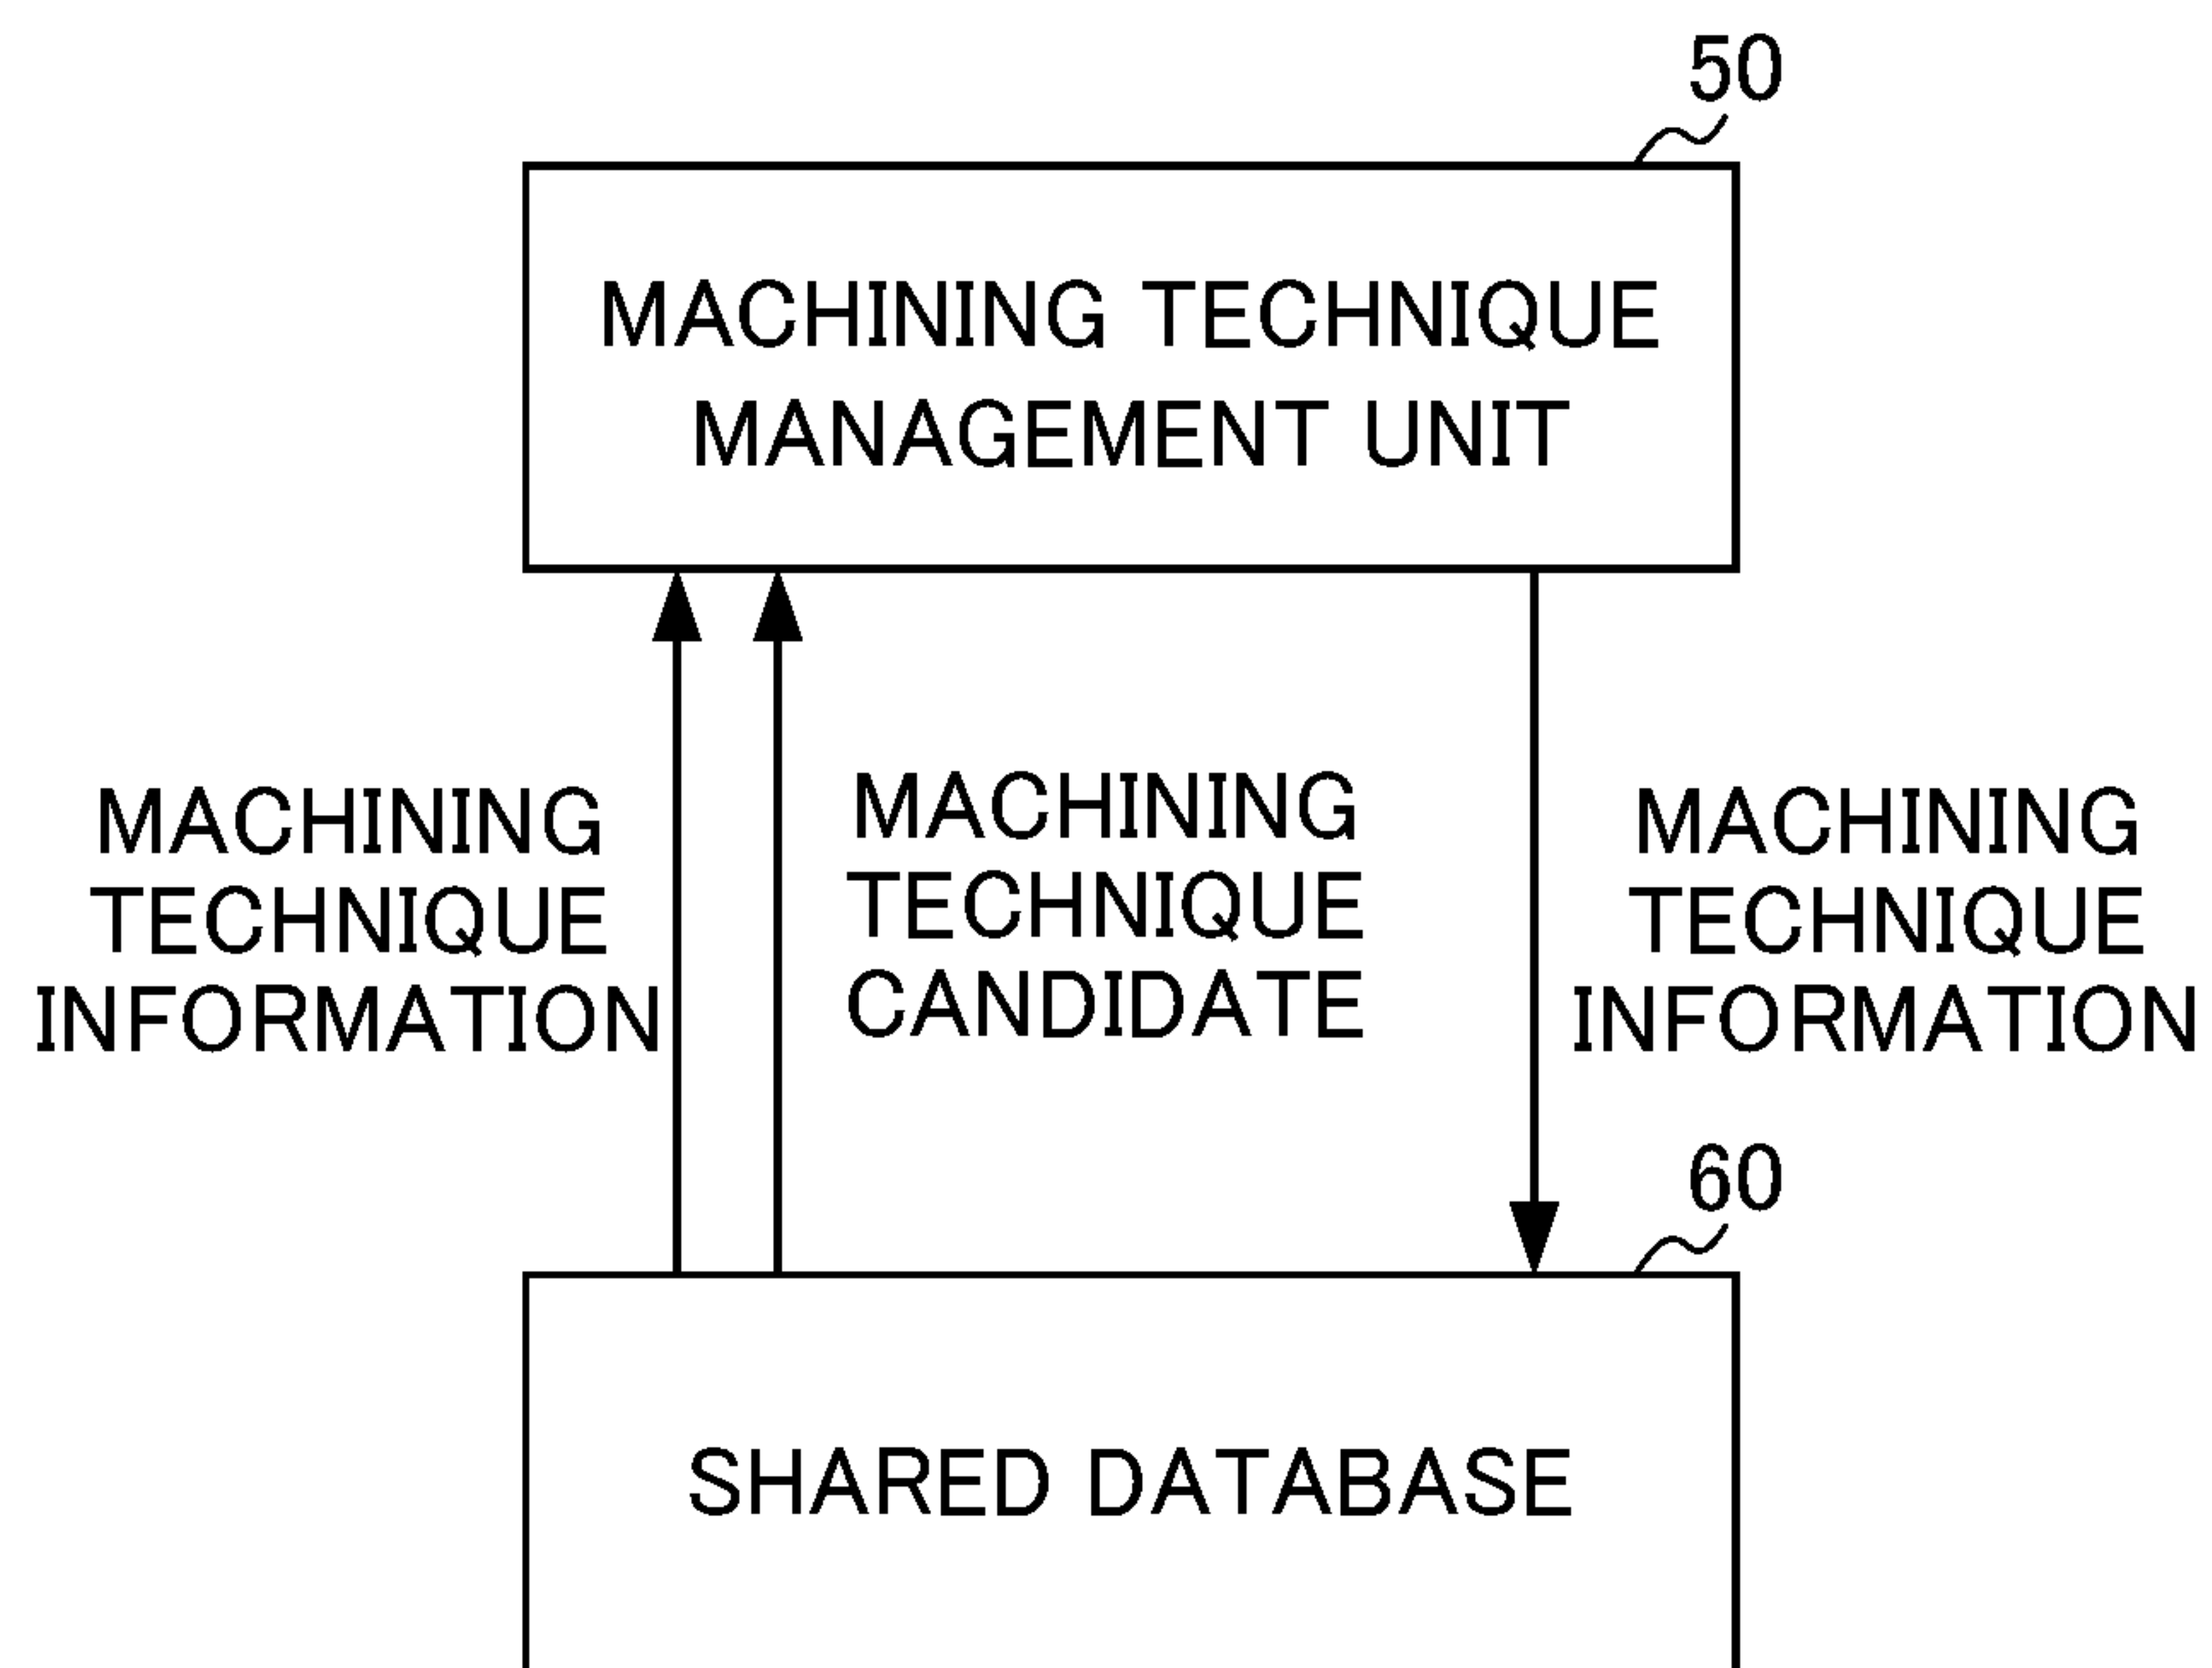 50
MACHINING TECHNIQUE
MANAGEMENT UNIT
MACHINING
TECHNIQUE
INFORMATION
MACHINING
TECHNIQUE
CANDIDATE
MACHINING
TECHNIQUE
INFORMATION
60
SHARED DATABASE